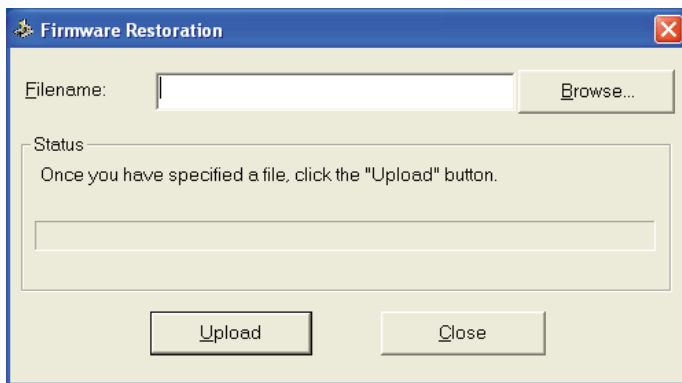 Firmware Restoration
Filename:
Browse...
Status
Once you have specified a file, click the "Upload" button.
Upload
Close